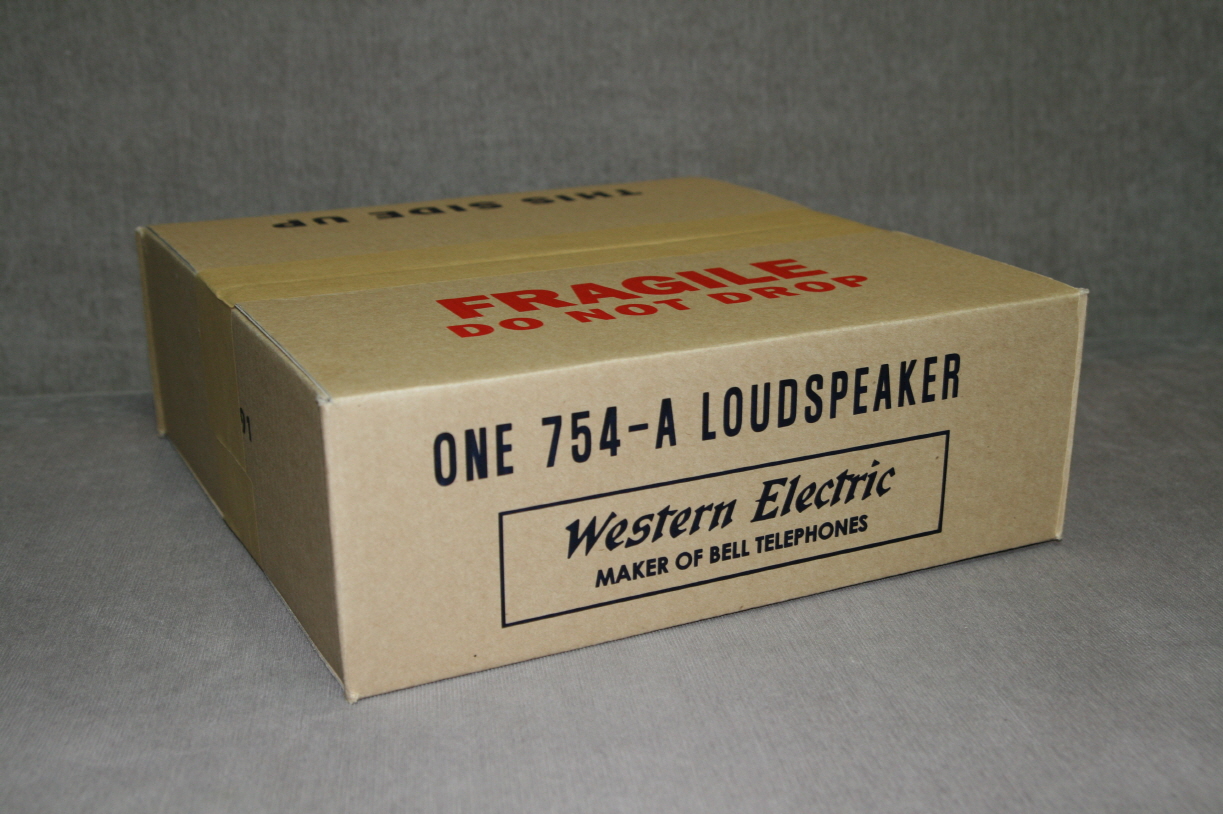 THIS SIDE UP
FRAGILE
DO NOT DROP
ONE 754-A LOUDSPEAKER
Western Electric
MAKER OF BELL TELEPHONES